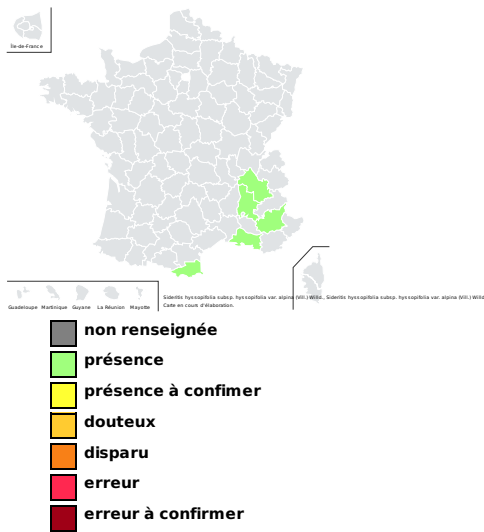 Île-de-France
Guadeloupe Martinique Guyane La Réunion Mayotte
Sideritis hyssopifolia subsp. hyssopifolia var. alpina (Vill.) Willd., Sideritis hyssopifolia subsp. hyssopifolia var. alpina (Vill.) Willd
Carte en cours d'élaboration.
non renseignée
présence
présence à confimer
douteux
disparu
erreur
erreur à confirmer